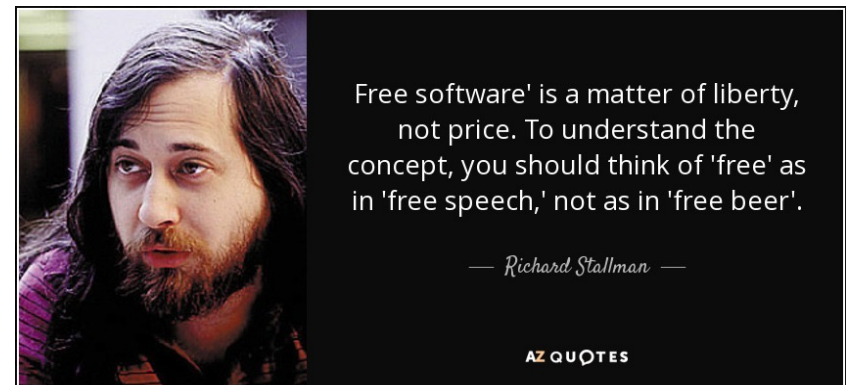 Free software' is a matter of liberty,
not price. To understand the
concept, you should think of 'free' as
in 'free speech,' not as in 'free beer'.
— Richard Stallman —
AZ QUOTES